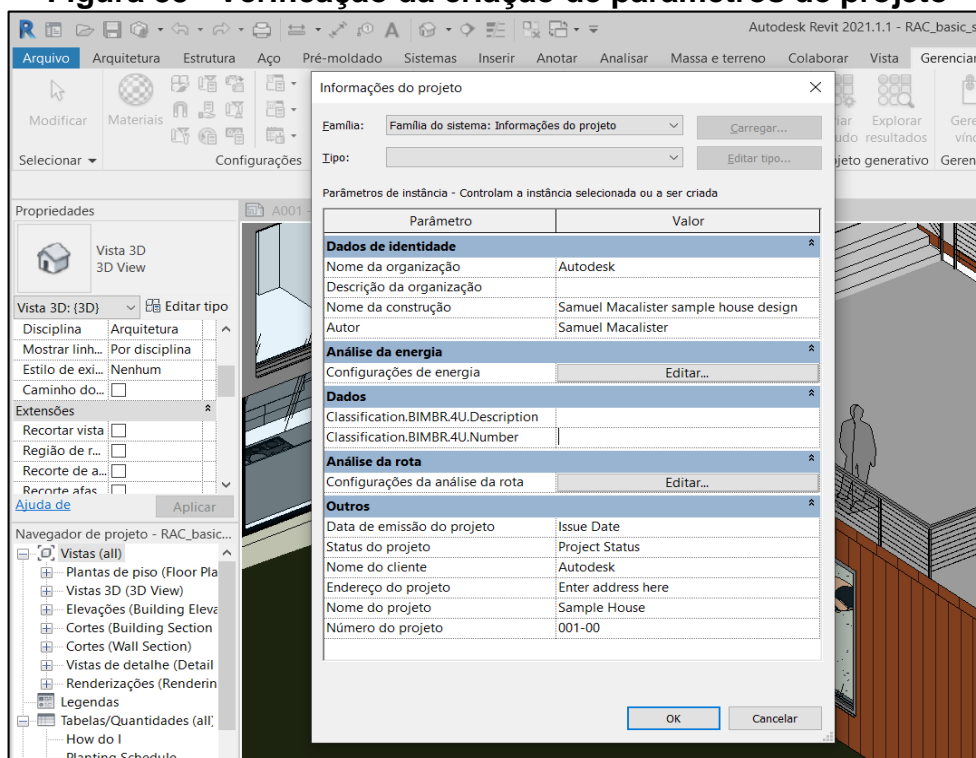 Figura 38 - Verificação da criação de parâmetros do projeto
Autodesk Revit 2021.1.1 - RAC_basic_s
Arquivo Arquitetura Estrutura Aço Pré-moldado Sistemas Inserir Anotar Analisar Massa e terreno Colaborar Vista Gerenciar
Modificar
Materiais
Explorar
resultados
Selecionar
Configurações
generativo
Informações do projeto
Família: Família do sistema: Informações do projeto Carregar...
Tipo: Editar tipo...
Parâmetros de instância - Controlam a instância selecionada ou a ser criada
Parâmetro Valor
Dados de identidade
Nome da organização Autodesk
Descrição da organização
Nome da construção Samuel Macalister sample house design
Autor Samuel Macalister
Análise da energia
Configurações de energia Editar...
Dados
Classification.BIMBR.4U.Description
Classification.BIMBR.4U.Number
Análise da rota
Configurações da análise da rota Editar...
Outros
Data de emissão do projeto Issue Date
Status do projeto Project Status
Nome do cliente Autodesk
Endereço do projeto Enter address here
Nome do projeto Sample House
Número do projeto 001-00
OK Cancelar
Propriedades
A001 -
Vista 3D
3D View
Vista 3D: {3D} Editar tipo
Disciplina Arquitetura
Mostrar linh... Por disciplina
Estilo de exi... Nenhum
Caminho do...
Extensões
Recortar vista
Região de r...
Recorte de a...
Recorte afas
Ajuda de Aplicar
Navegador de projeto - RAC_basic...
Vistas (all)
Plantas de piso (Floor Pla
Vistas 3D (3D View)
Elevações (Building Eleva
Cortes (Building Section
Cortes (Wall Section)
Vistas de detalhe (Detail
Renderizações (Renderin
Legendas
Tabelas/Quantidades (all)
How do I
Planting Schedule